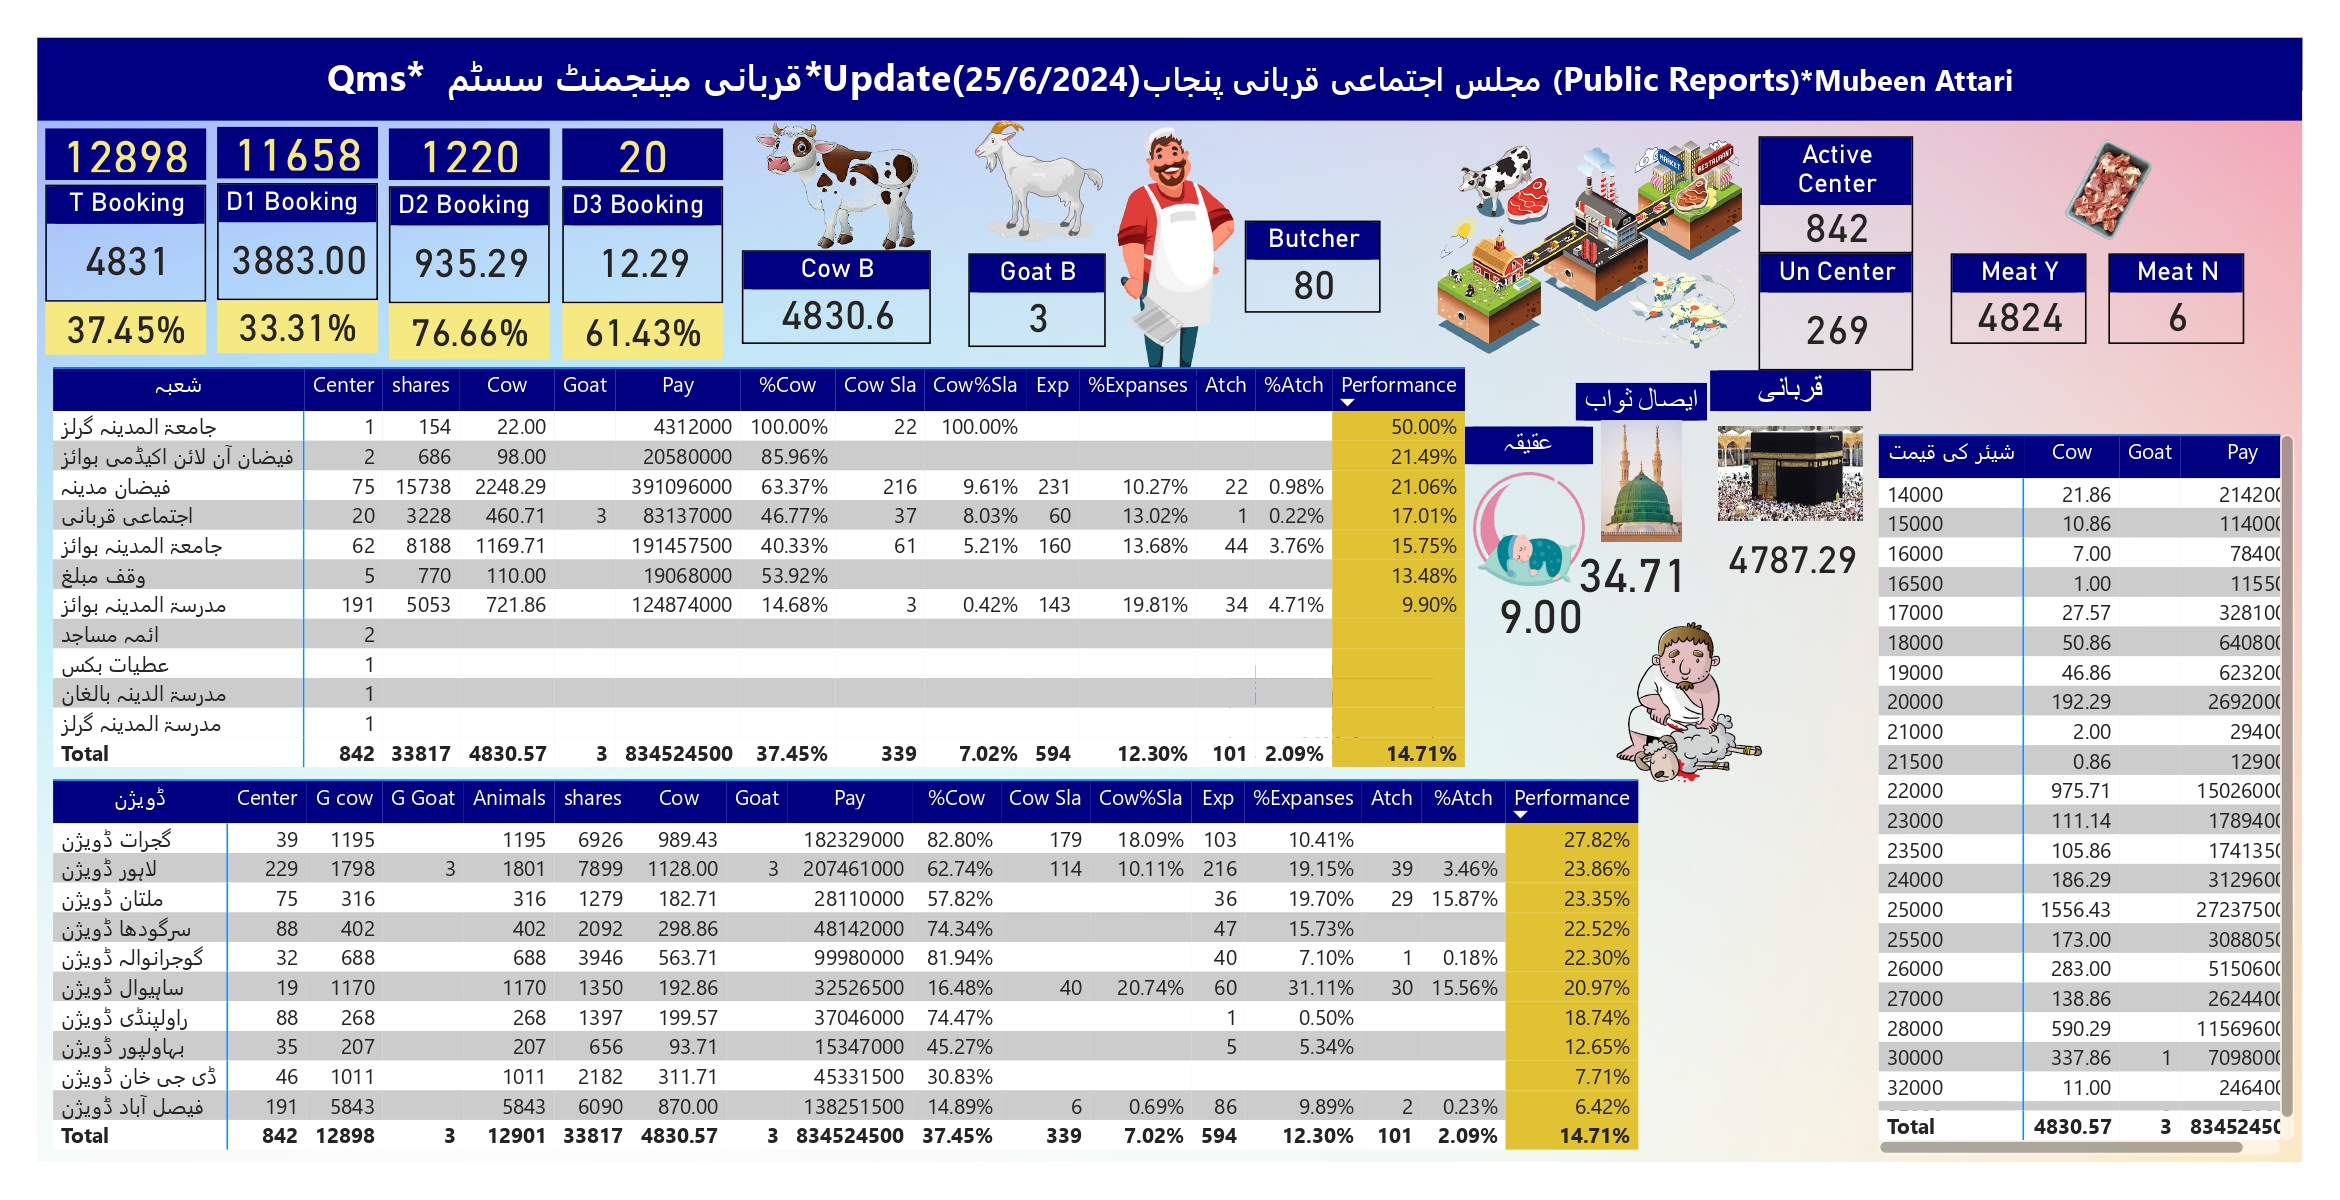 Qms* قربانی مینجمنٹ سسٹم*Update(25/6/2024)مجلس اجتماعی قربانی پنجاب (Public Reports)*Mubeen Attari
12898 11658 1220 20
T Booking D1 Booking D2 Booking D3 Booking
4831 3883.00 935.29 12.29
37.45% 33.31% 76.66% 61.43%
Cow B
4830.6
Goat B
3
Butcher
80
MARKET RESTAURANT
Active
Center
842
Un Center
269
Meat Y
4824
Meat N
6
شعبہ Center shares Cow Goat Pay %Cow Cow Sla Cow%Sla Exp %Expanses Atch %Atch Performance
جامعۃ المدینہ گرلز 1 154 22.00 4312000 100.00% 22 100.00% 50.00%
فیضان آن لائن اکیڈمی بوائز 2 686 98.00 20580000 85.96% 21.49%
فیضان مدینہ 75 15738 2248.29 391096000 63.37% 216 9.61% 231 10.27% 22 0.98% 21.06%
اجتماعی قربانی 20 3228 460.71 3 83137000 46.77% 37 8.03% 60 13.02% 1 0.22% 17.01%
جامعۃ المدینہ بوائز 62 8188 1169.71 191457500 40.33% 61 5.21% 160 13.68% 44 3.76% 15.75%
وقف مبلغ 5 770 110.00 19068000 53.92% 13.48%
مدرسۃ المدینہ بوائز 191 5053 721.86 124874000 14.68% 3 0.42% 143 19.81% 34 4.71% 9.90%
ائمہ مساجد 2
عطیات بکس 1
مدرسۃ الدینہ بالغان 1
مدرسۃ المدینہ گرلز 1
Total 842 33817 4830.57 3 834524500 37.45% 339 7.02% 594 12.30% 101 2.09% 14.71%
عقیقہ
9.00
ایصال ثواب
34.71
قربانی
4787.29
ڈویژن Center G cow G Goat Animals shares Cow Goat Pay %Cow Cow Sla Cow%Sla Exp %Expanses Atch %Atch Performance
گجرات ڈویژن 39 1195 1195 6926 989.43 182329000 82.80% 179 18.09% 103 10.41% 27.82%
لاہور ڈویژن 229 1798 3 1801 7899 1128.00 3 207461000 62.74% 114 10.11% 216 19.15% 39 3.46% 23.86%
ملتان ڈویژن 75 316 316 1279 182.71 28110000 57.82% 36 19.70% 29 15.87% 23.35%
سرگودھا ڈویژن 88 402 402 2092 298.86 48142000 74.34% 47 15.73% 22.52%
گوجرانوالہ ڈویژن 32 688 688 3946 563.71 99980000 81.94% 40 7.10% 1 0.18% 22.30%
ساہیوال ڈویژن 19 1170 1170 1350 192.86 32526500 16.48% 40 20.74% 60 31.11% 30 15.56% 20.97%
راولپنڈی ڈویژن 88 268 268 1397 199.57 37046000 74.47% 1 0.50% 18.74%
بہاولپور ڈویژن 35 207 207 656 93.71 15347000 45.27% 5 5.34% 12.65%
ڈی جی خان ڈویژن 46 1011 1011 2182 311.71 45331500 30.83% 7.71%
فیصل آباد ڈویژن 191 5843 5843 6090 870.00 138251500 14.89% 6 0.69% 86 9.89% 2 0.23% 6.42%
Total 842 12898 3 12901 33817 4830.57 3 834524500 37.45% 339 7.02% 594 12.30% 101 2.09% 14.71%
شیئر کی قیمت Cow Goat Pay
14000 21.86 214200
15000 10.86 114000
16000 7.00 78400
16500 1.00 11550
17000 27.57 328100
18000 50.86 640800
19000 46.86 623200
20000 192.29 2692000
21000 2.00 29400
21500 0.86 12900
22000 975.71 15026000
23000 111.14 1789400
23500 105.86 1741350
24000 186.29 3129600
25000 1556.43 27237500
25500 173.00 3088050
26000 283.00 5150600
27000 138.86 2624400
28000 590.29 11569600
30000 337.86 1 7098000
32000 11.00 246400
Total 4830.57 3 83452450